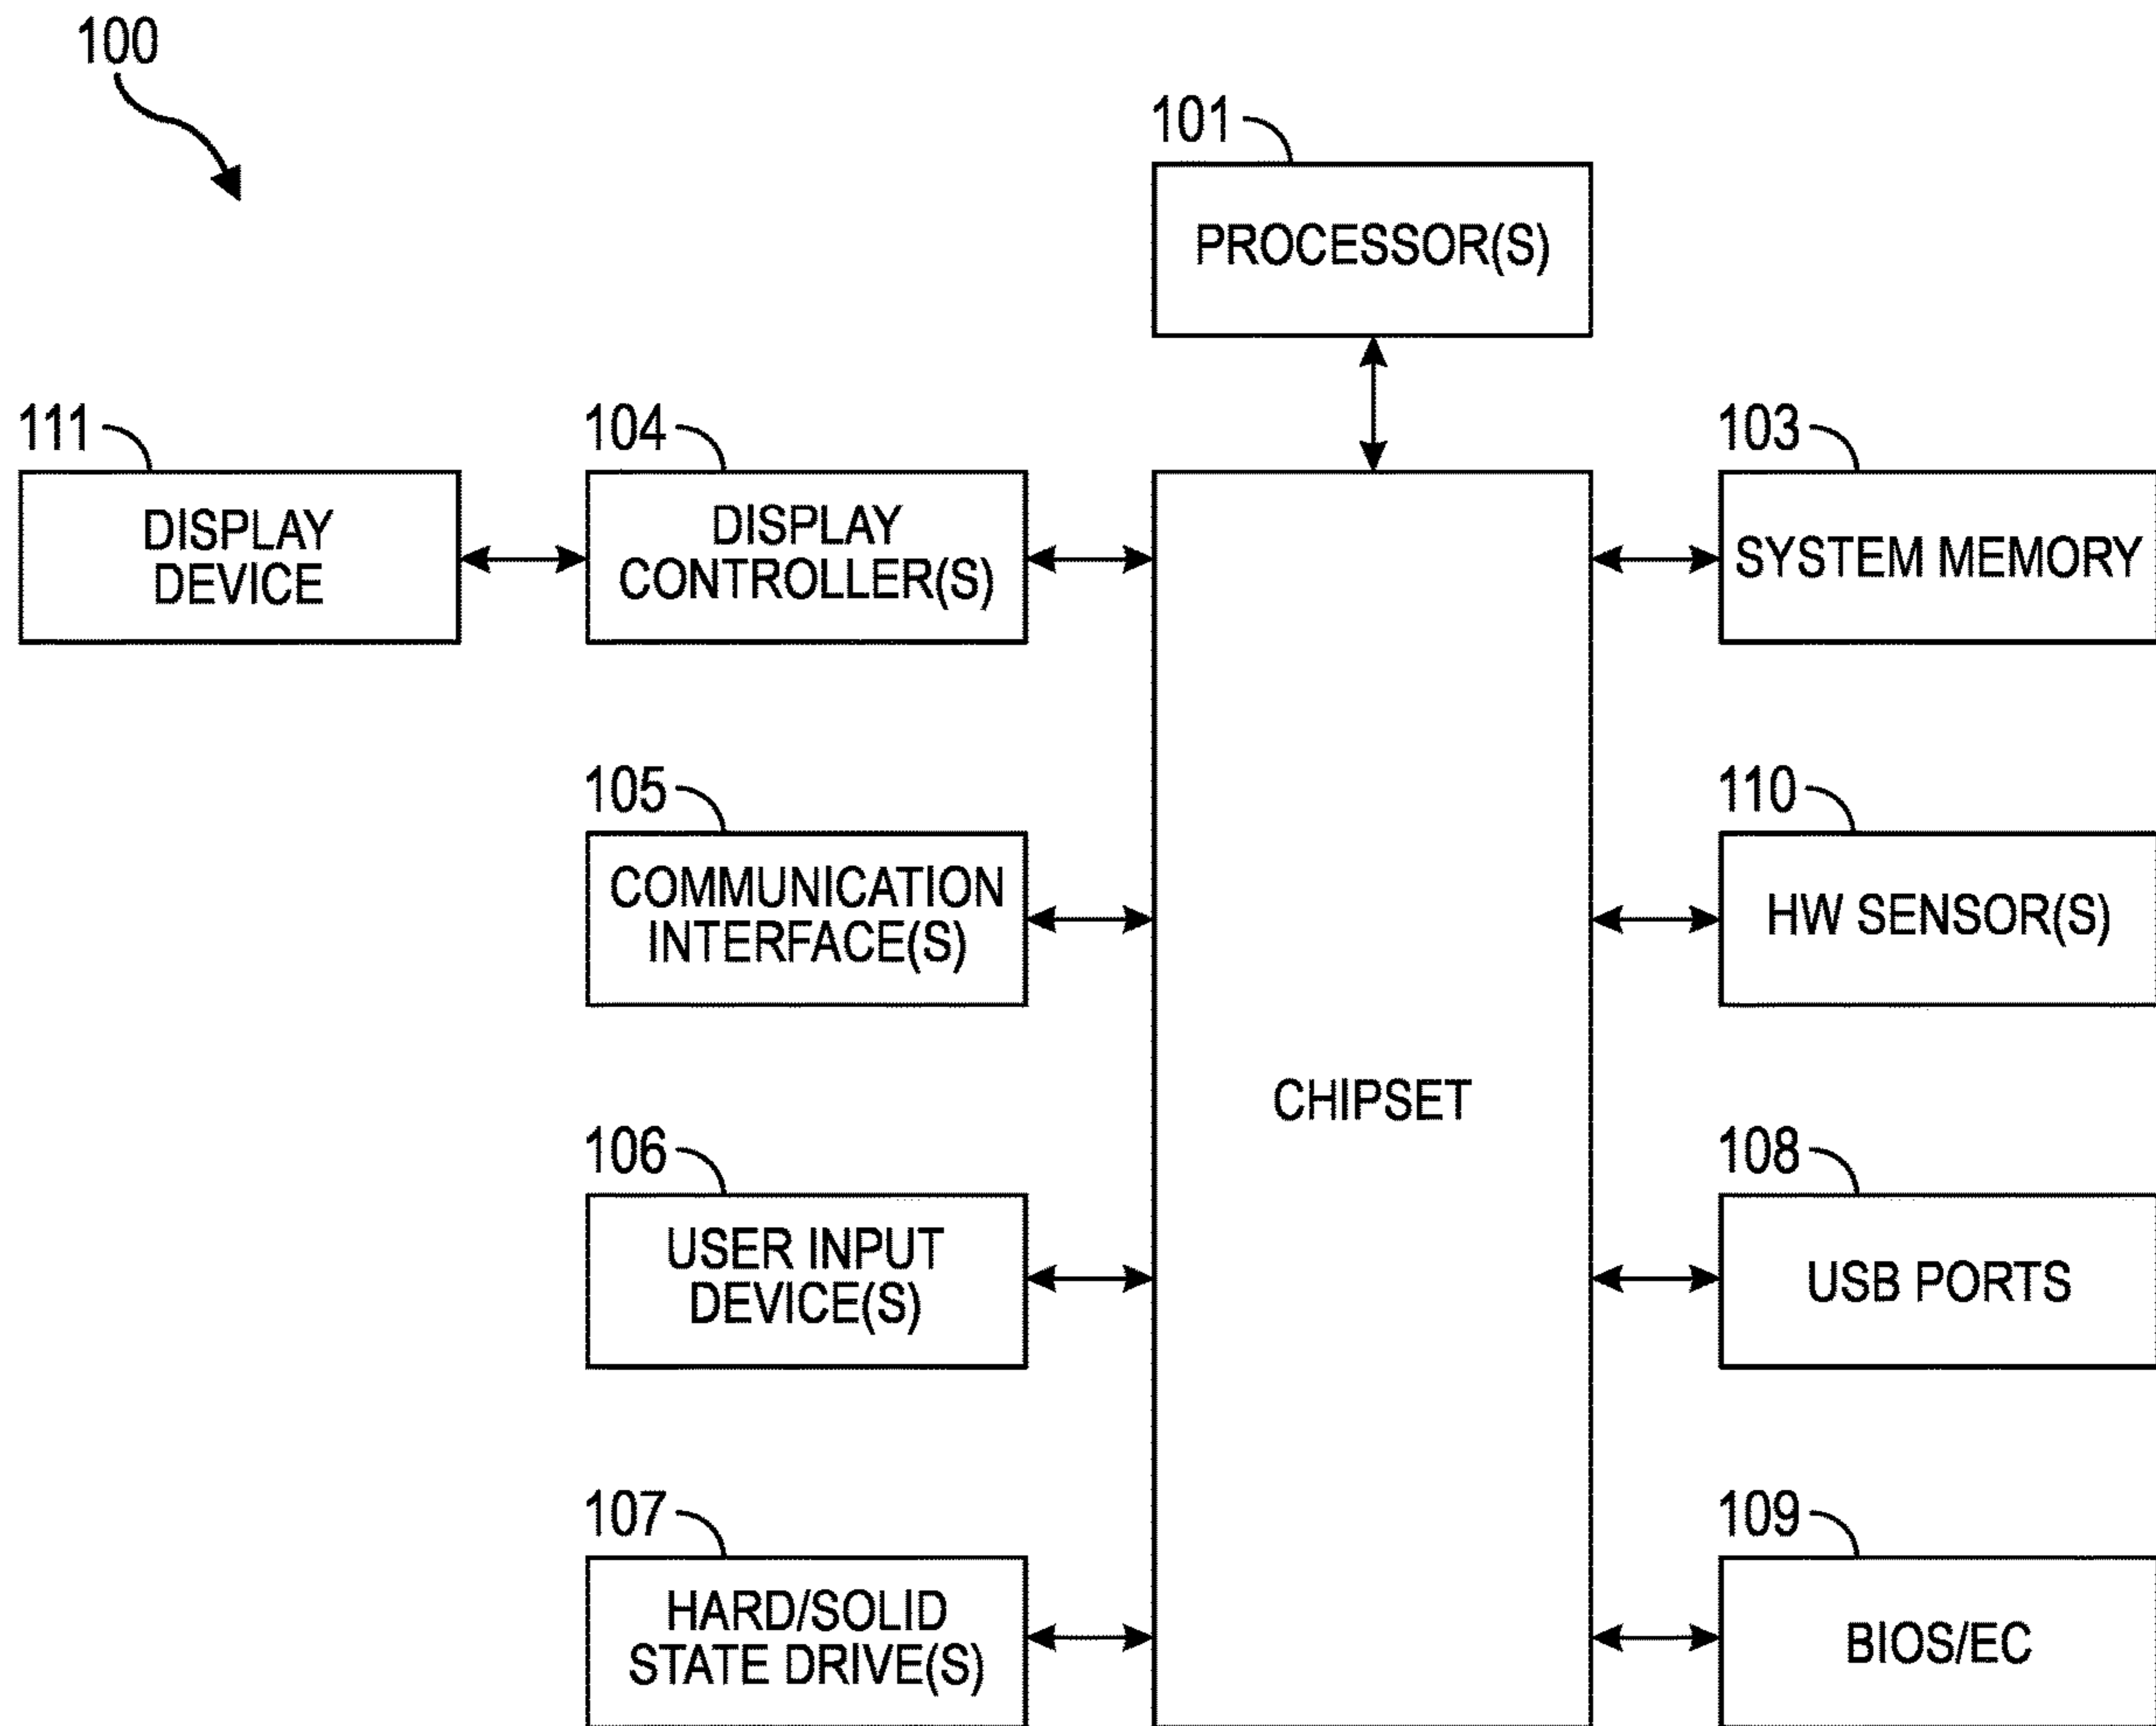 100
101
PROCESSOR(S)
111
DISPLAY
DEVICE
104
DISPLAY
CONTROLLER(S)
103
SYSTEM MEMORY
105
COMMUNICATION
INTERFACE(S)
110
HW SENSOR(S)
CHIPSET
106
USER INPUT
DEVICE(S)
108
USB PORTS
107
HARD/SOLID
STATE DRIVE(S)
109
BIOS/EC